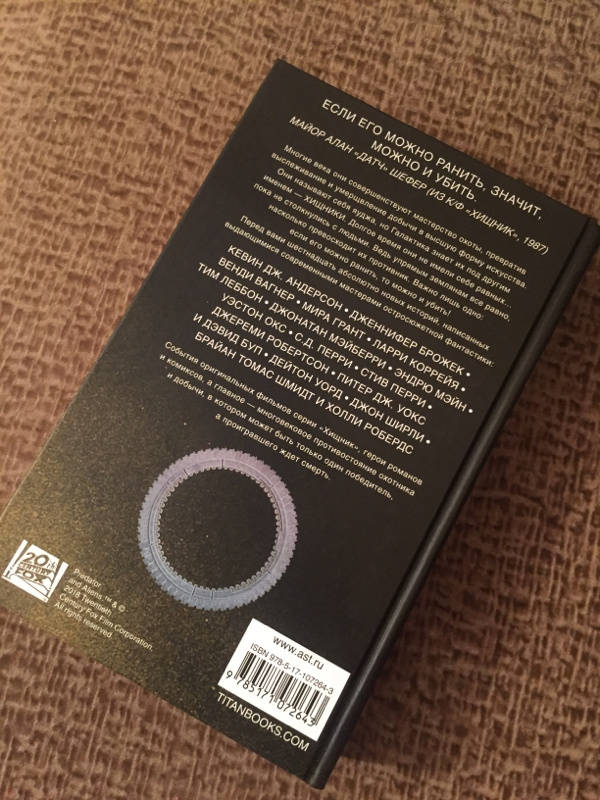 ЕСЛИ ЕГО МОЖНО РАНИТЬ, ЗНАЧИТ,
МОЖНО И УБИТЬ.
МАЙОР АЛАН «ДАТЧ» ШЕФЕР (ИЗ К/Ф «ХИЩНИК», 1987)
Многие века они совершенствуют мастерство охоты, превратив
выслеживание и умерщвление добычи в высшую форму искусства.
Они называют себя яуджа, но Галактика знает их под другим
именем — ХИЩНИКИ. Долгое время они не имели себе равных...
пока не столкнулись с людьми. Ведь упрямым землянам все равно,
насколько превосходит их противник. Важно лишь одно:
если его можно ранить, то можно и убить!
Перед вами шестнадцать абсолютно новых историй, написанных
выдающимися современными мастерами остросюжетной фантастики:
КЕВИН ДЖ. АНДЕРСОН • ДЖЕННИФЕР БРОЖЕК •
ВЕНДИ ВАГНЕР • МИРА ГРАНТ • ЛАРРИ КОРРЕЙЯ •
ТИМ ЛЕББОН • ДЖОНАТАН МЭЙБЕРРИ • ЭНДРЮ МЭЙН •
УЭСТОН ОКС • С.Д. ПЕРРИ • СТИВ ПЕРРИ •
ДЖЕРЕМИ РОБЕРТСОН • ПИТЕР ДЖ. УОКС
И ДЭВИД БУП • ДЕЙТОН УОРД • ДЖОН ШИРЛИ •
БРАЙАН ТОМАС ШМИДТ И ХОЛЛИ РОБЕРДС
События оригинальных фильмов серии «Хищник», герои романов
и комиксов, а главное — многовековое противостояние охотника
и добычи, в котором может быть только один победитель,
а проигравшего ждет смерть.
20th
CENTURY
FOX
Predator
and Aliens ™ & ©
2018 Twentieth
Century Fox Film Corporation.
All rights reserved.
www.ast.ru
ISBN 978-5-17-107264-3
9 785171 072643
TITANBOOKS.COM